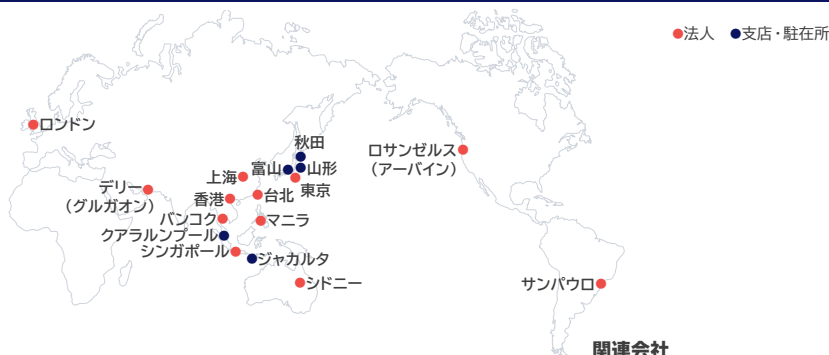 ●法人 ●支店・駐在所
ロンドン
秋田
富山
山形
東京
ロサンゼルス
（アーバイン）
上海
デリー
（グルガオン）
香港
台北
バンコク
マニラ
クアラルンプール
シンガポール
ジャカルタ
シドニー
サンパウロ
関連会社